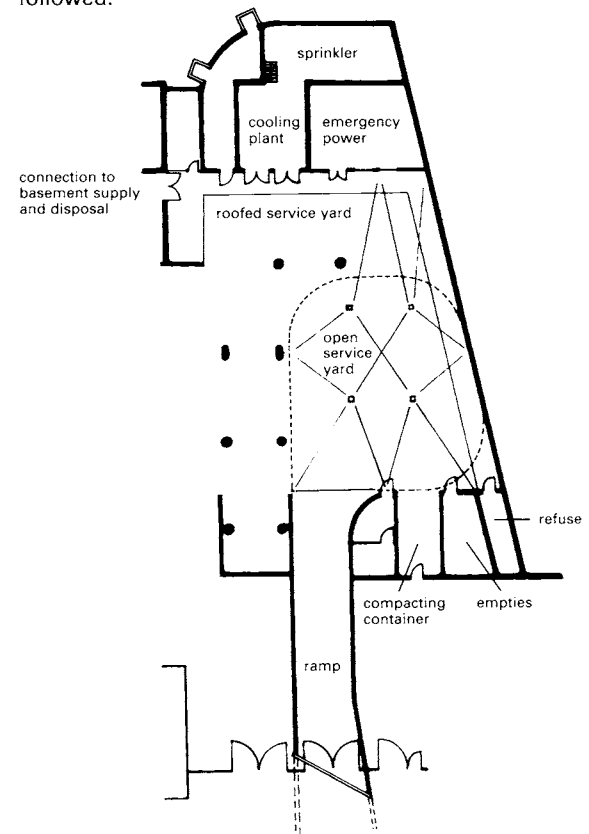 followed.
sprinkler
cooling
plant
emergency
power
connection to
basement supply
and disposal
roofed service yard
open
service
yard
refuse
compacting
container
empties
ramp